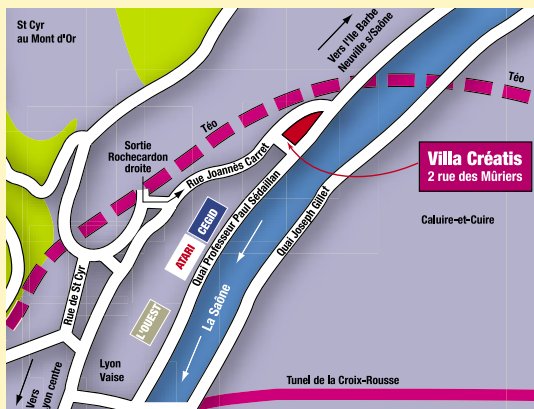 St Cyr
au Mont d'Or
Vers l'Ile Barbe
Neuville s/Saône
Téo
Téo
Sortie
Rochecardon
droite
Rue Joannés Carret
Villa Créatis
2 rue des Mûriers
Caluire-et-Cuire
CEGID
ATARI
L'OUEST
Quai Professeur Paul Sédaillan
Quai Joseph Gillet
La Saône
Rue de St Cyr
Lyon
Vaise
Vers
Lyon centre
Tunel de la Croix-Rousse